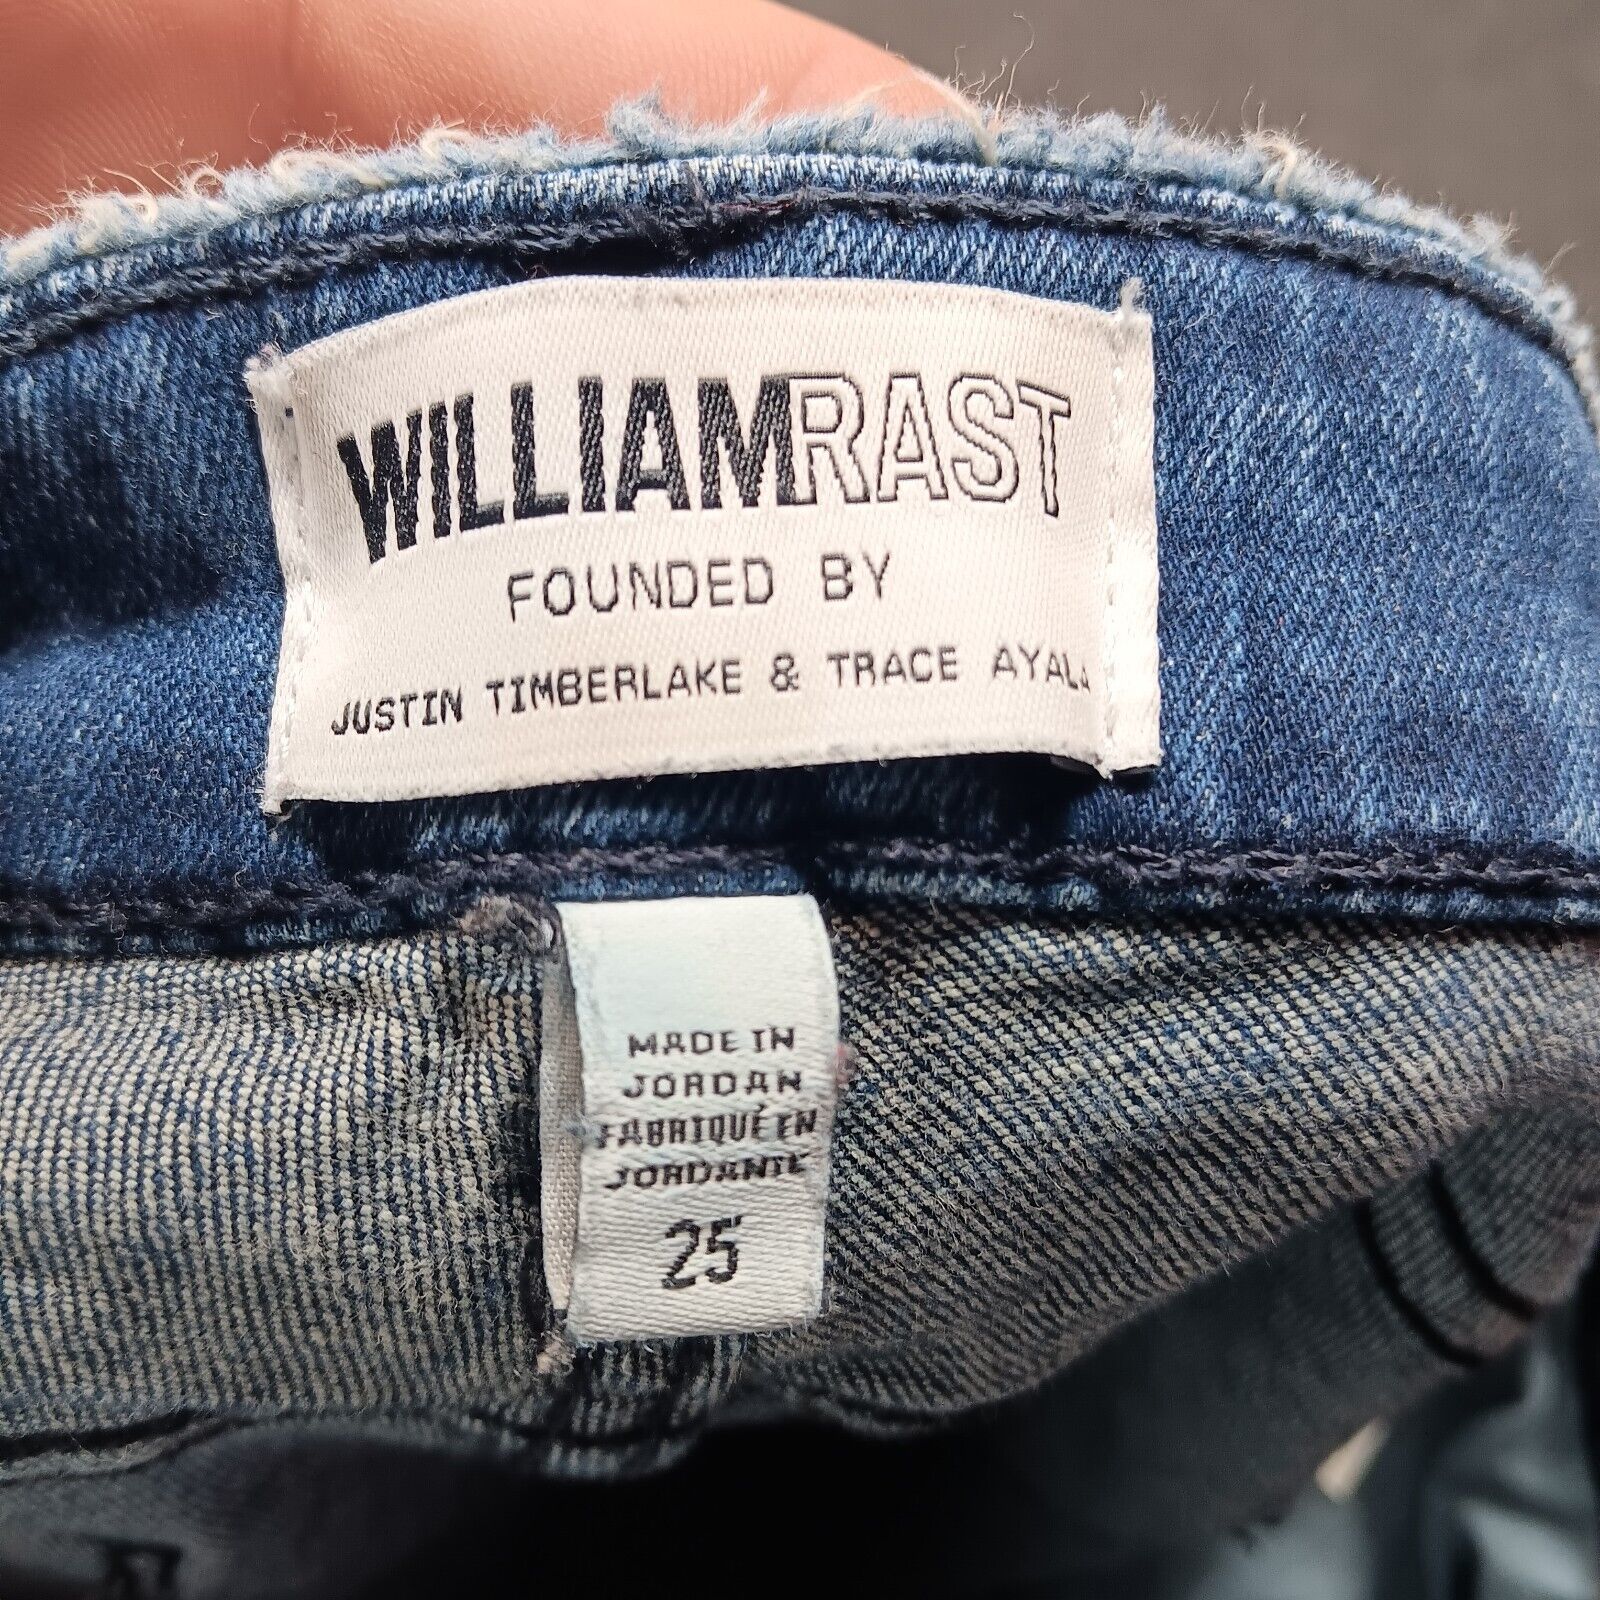 WILLIAMRAST
FOUNDED BY
JUSTIN TIMBERLAKE & TRACE AYALA
MADE IN
JORDAN
FABRIQUÉ EN
JORDANIE
25